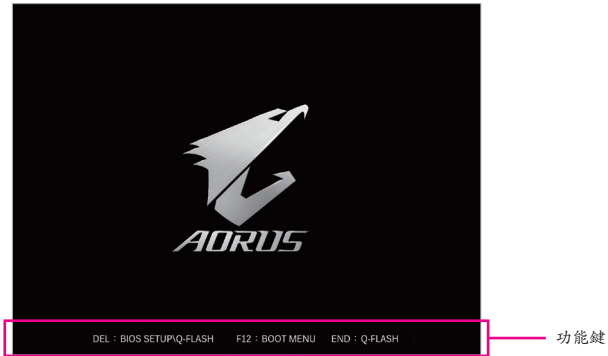 AORUS
DEL：BIOS SETUP\Q-FLASH F12：BOOT MENU END：Q-FLASH
功能鍵